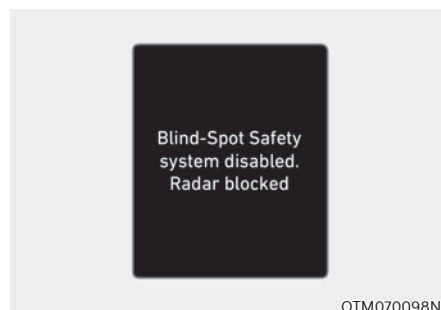 Blind-Spot Safety
system disabled.
Radar blocked
OTM070098N